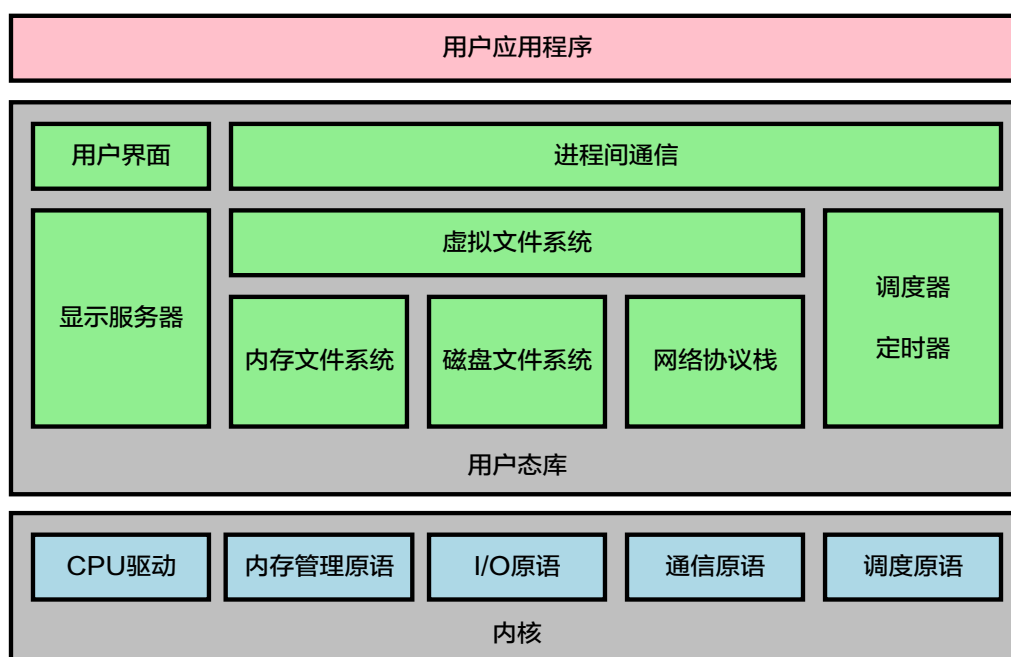 用户应用程序
用户界面
进程间通信
显示服务器
虚拟文件系统
调度器
定时器
内存文件系统
磁盘文件系统
网络协议栈
用户态库
CPU驱动
内存管理原语
I/O原语
通信原语
调度原语
内核